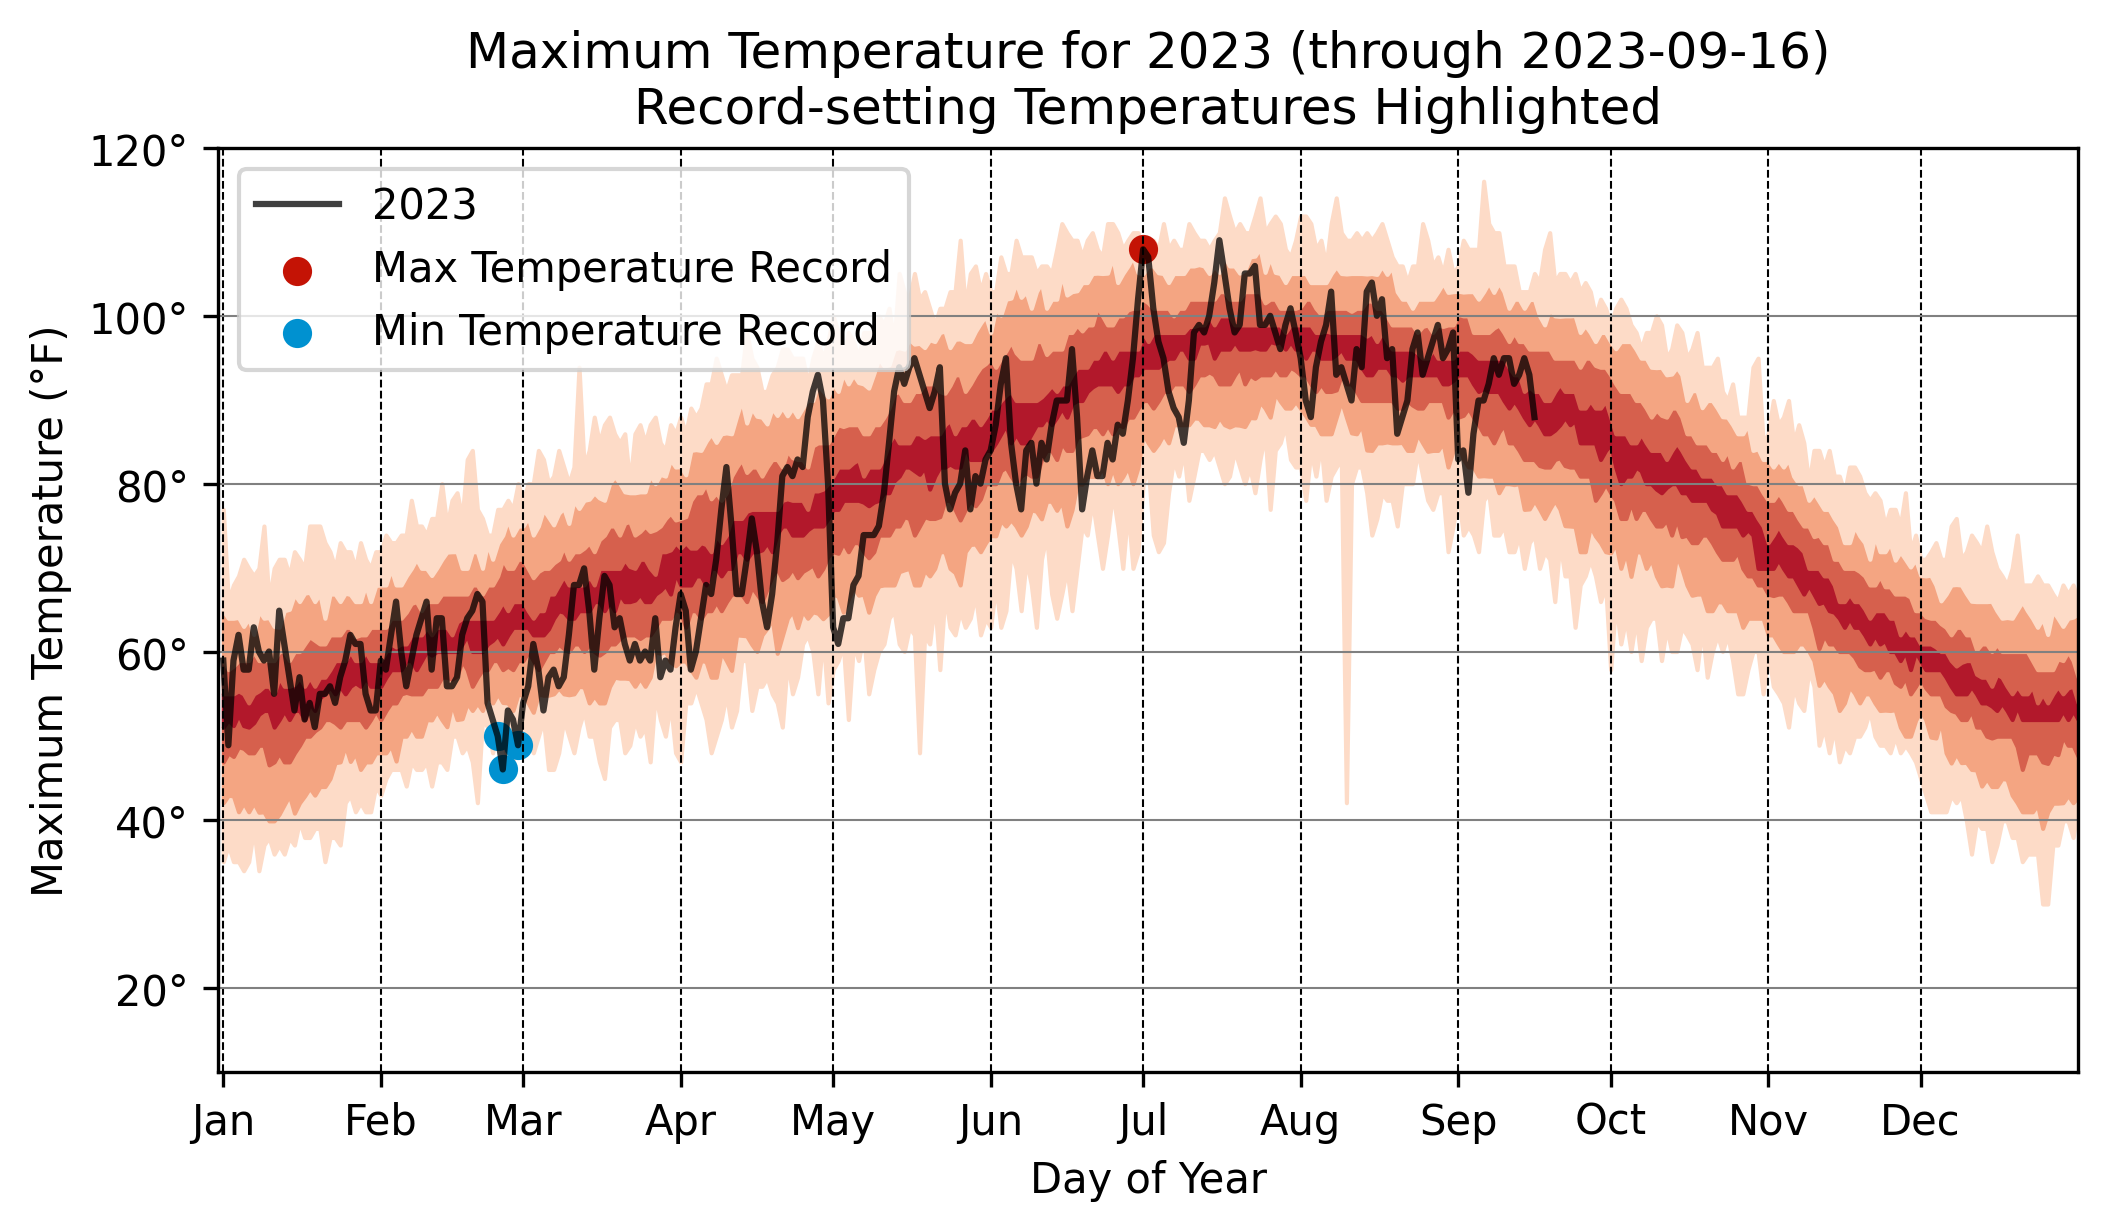 Maximum Temperature for 2023 (through 2023-09-16)
Record-setting Temperatures Highlighted
2023
Max Temperature Record
Min Temperature Record
Maximum Temperature (°F)
120°
100°
80°
60°
40°
20°
Jan Feb Mar Apr May Jun Jul Aug Sep Oct Nov Dec
Day of Year